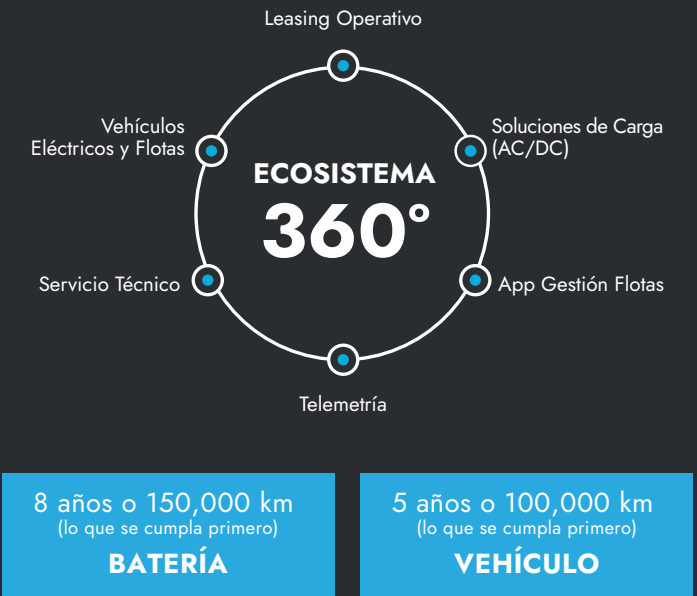 Leasing Operativo
Vehículos
Eléctricos y Flotas
Soluciones de Carga
(AC/DC)
ECOSISTEMA
360°
Servicio Técnico
App Gestión Flotas
Telemetría
8 años o 150,000 km
(lo que se cumpla primero)
BATERÍA
5 años o 100,000 km
(lo que se cumpla primero)
VEHÍCULO